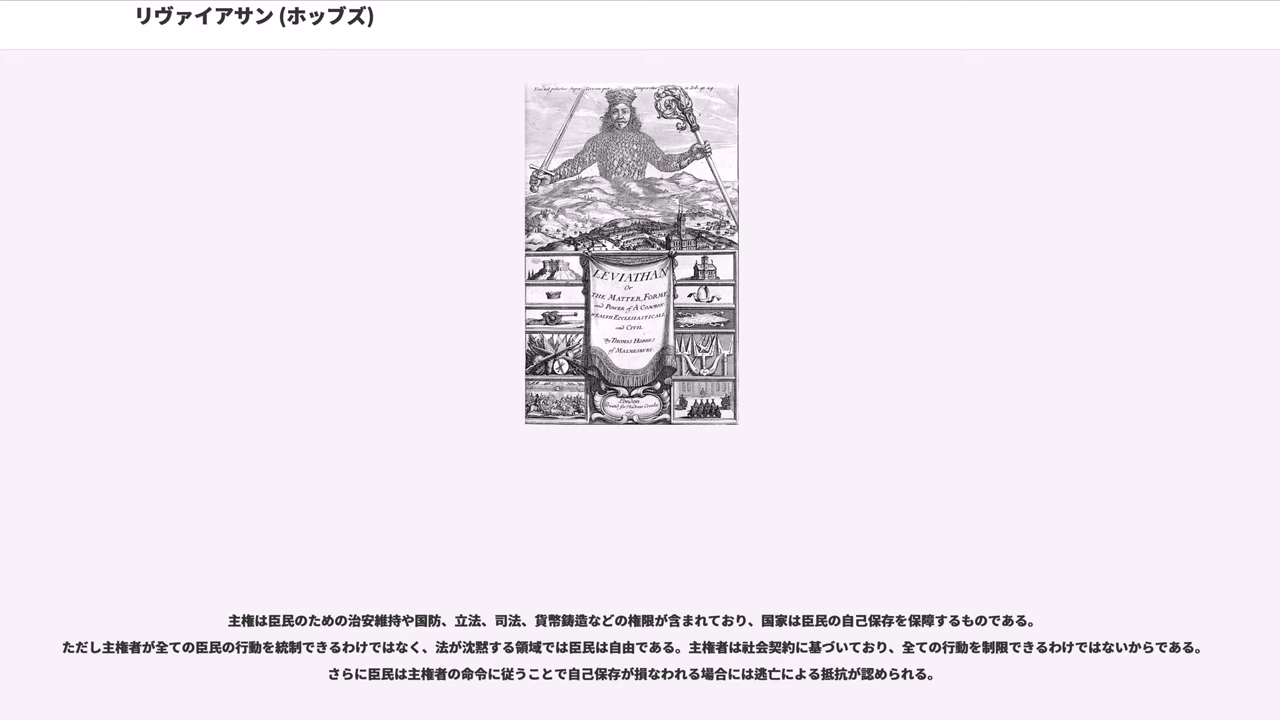 リヴァイアサン (ホッブズ)
LEVIATHAN
Or
THE MATTER, FORME
and POWER of A COMMON-
WEALTH ECCLESIASTICALL
and CIVIL.
By THOMAS HOBBES
of MALMESBURY.
London
主権は臣民のための治安維持や国防、立法、司法、貨幣鋳造などの権限が含まれており、国家は臣民の自己保存を保障するものである。
ただし主権者が全ての臣民の行動を統制できるわけではなく、法が沈黙する領域では臣民は自由である。主権者は社会契約に基づいており、全ての行動を制限できるわけではないからである。
さらに臣民は主権者の命令に従うことで自己保存が損なわれる場合には逃亡による抵抗が認められる。